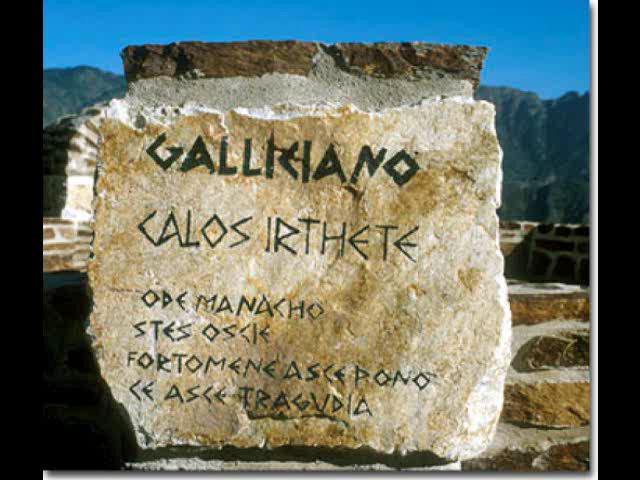 GALLICIANO
CALOS IRTHETE
ODE MANACHO
STES OSCIE
FORTOMENE ASCE PONO
CE ASCE TRAGUDIA